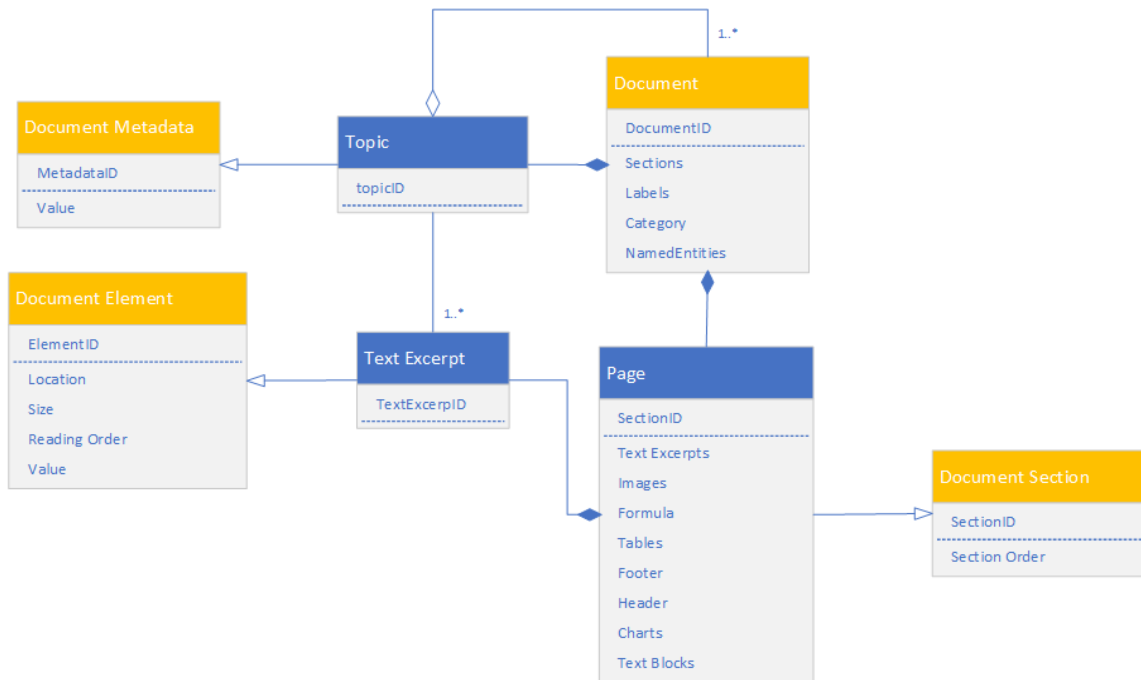 1..*
Document
DocumentID
Sections
Labels
Category
NamedEntities
Document Metadata
MetadataID
Value
Topic
topicID
1..*
Document Element
ElementID
Location
Size
Reading Order
Value
Text Excerpt
TextExcerpID
Page
SectionID
Text Excerpts
Images
Formula
Tables
Footer
Header
Charts
Text Blocks
Document Section
SectionID
Section Order